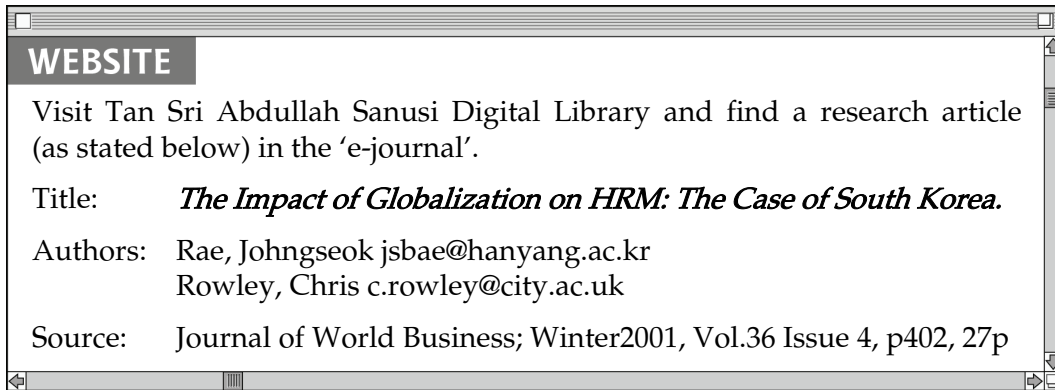 WEBSITE
Visit Tan Sri Abdullah Sanusi Digital Library and find a research article
(as stated below) in the ‘e-journal’.
Title: The Impact of Globalization on HRM: The Case of South Korea.
Authors: Rae, Johngseok jsbae@hanyang.ac.kr
Rowley, Chris c.rowley@city.ac.uk
Source: Journal of World Business; Winter2001, Vol.36 Issue 4, p402, 27p